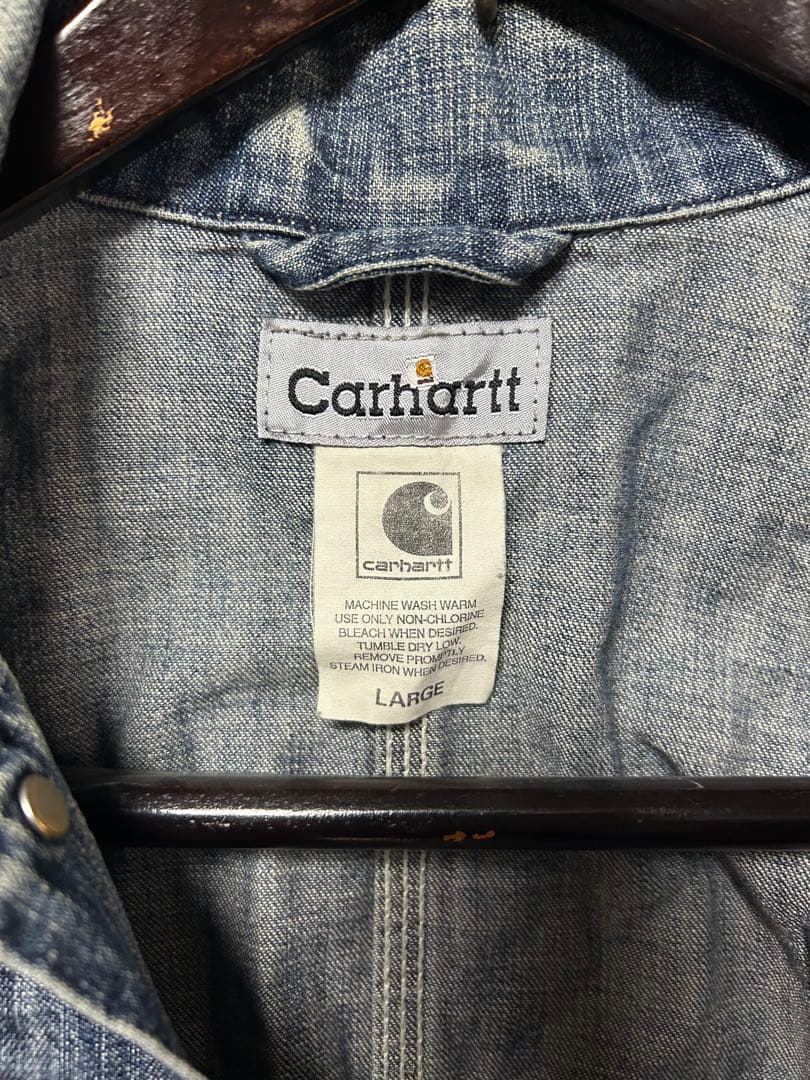 Carhartt
carhartt
MACHINE WASH WARM
USE ONLY NON-CHLORINE
BLEACH WHEN DESIRED.
TUMBLE DRY LOW.
REMOVE PROMPTLY
STEAM IRON WHEN DESIRED.
LARGE